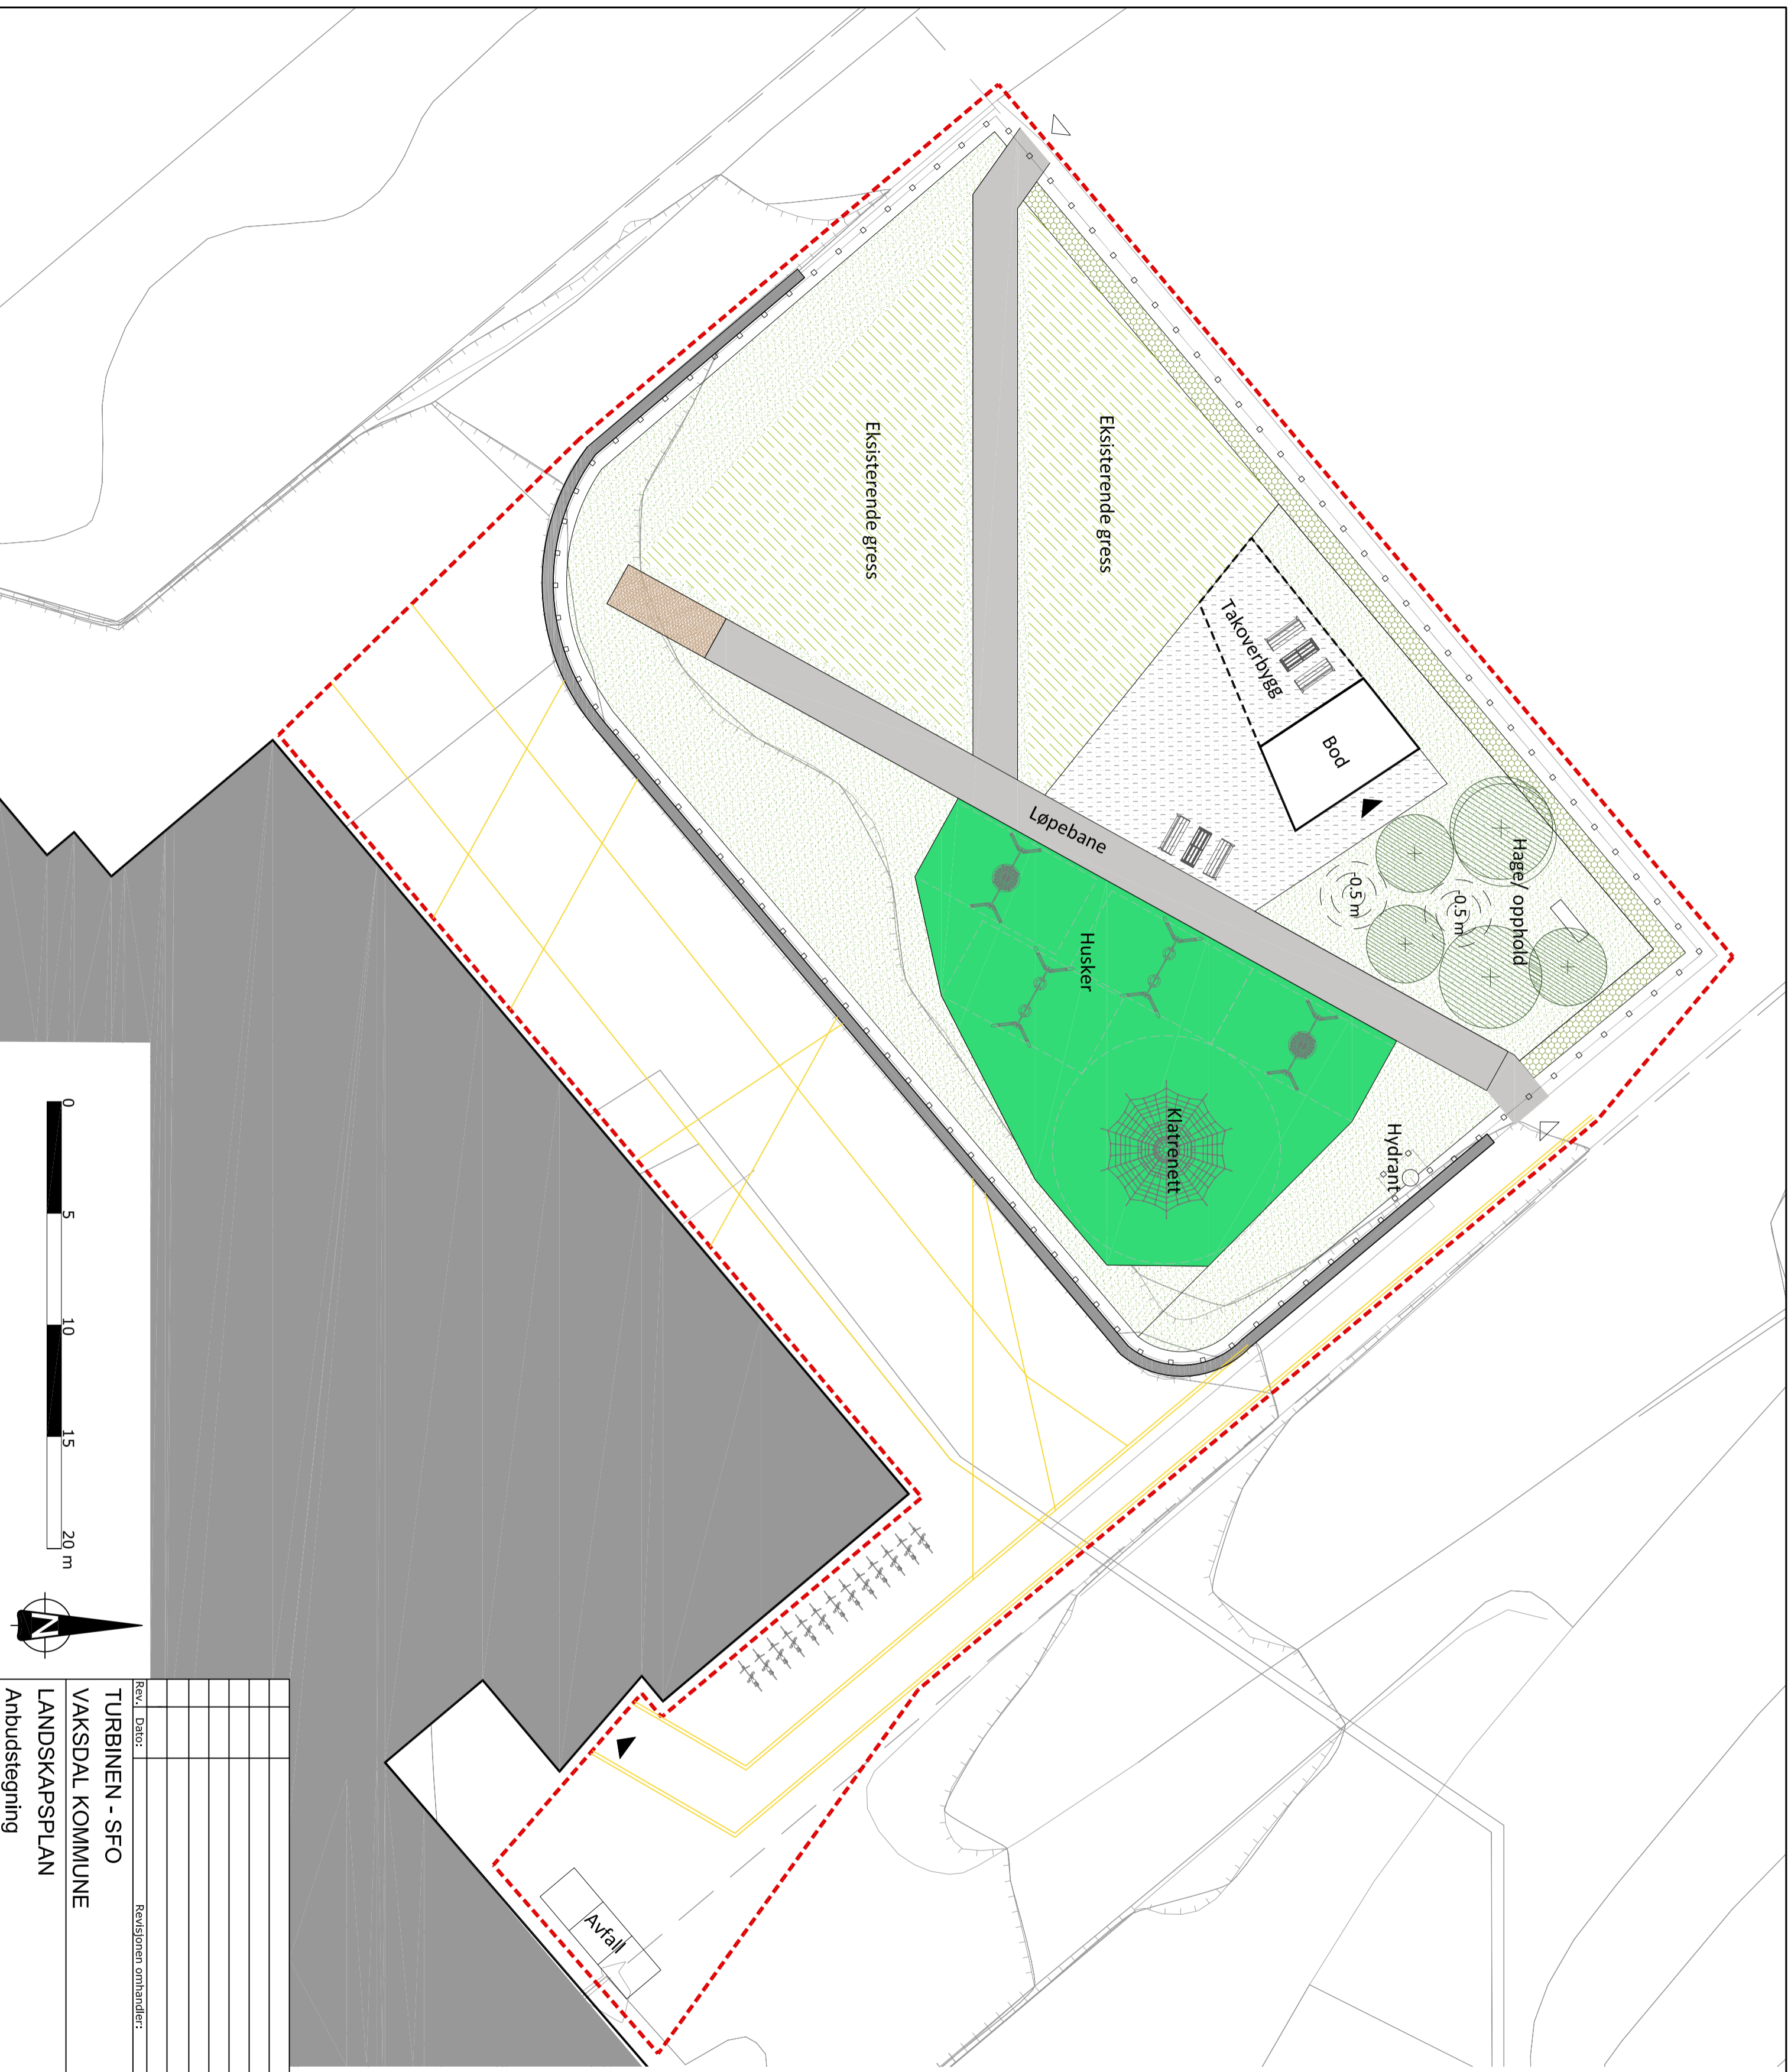 Eksisterende gress
Eksisterende gress
Takoverbygg
Bod
Løpebane
Hage/ opphold
-0.5 m
-0.5 m
Husker
Klatrenett
Hydrant
0
5
10
15
20 m
N
Avfall
Rev.
Dato:
Revisjonen omhandler:
TURBINEN - SFO
VAKSDAL KOMMUNE
LANDSKAPSPLAN
Anbudstegning